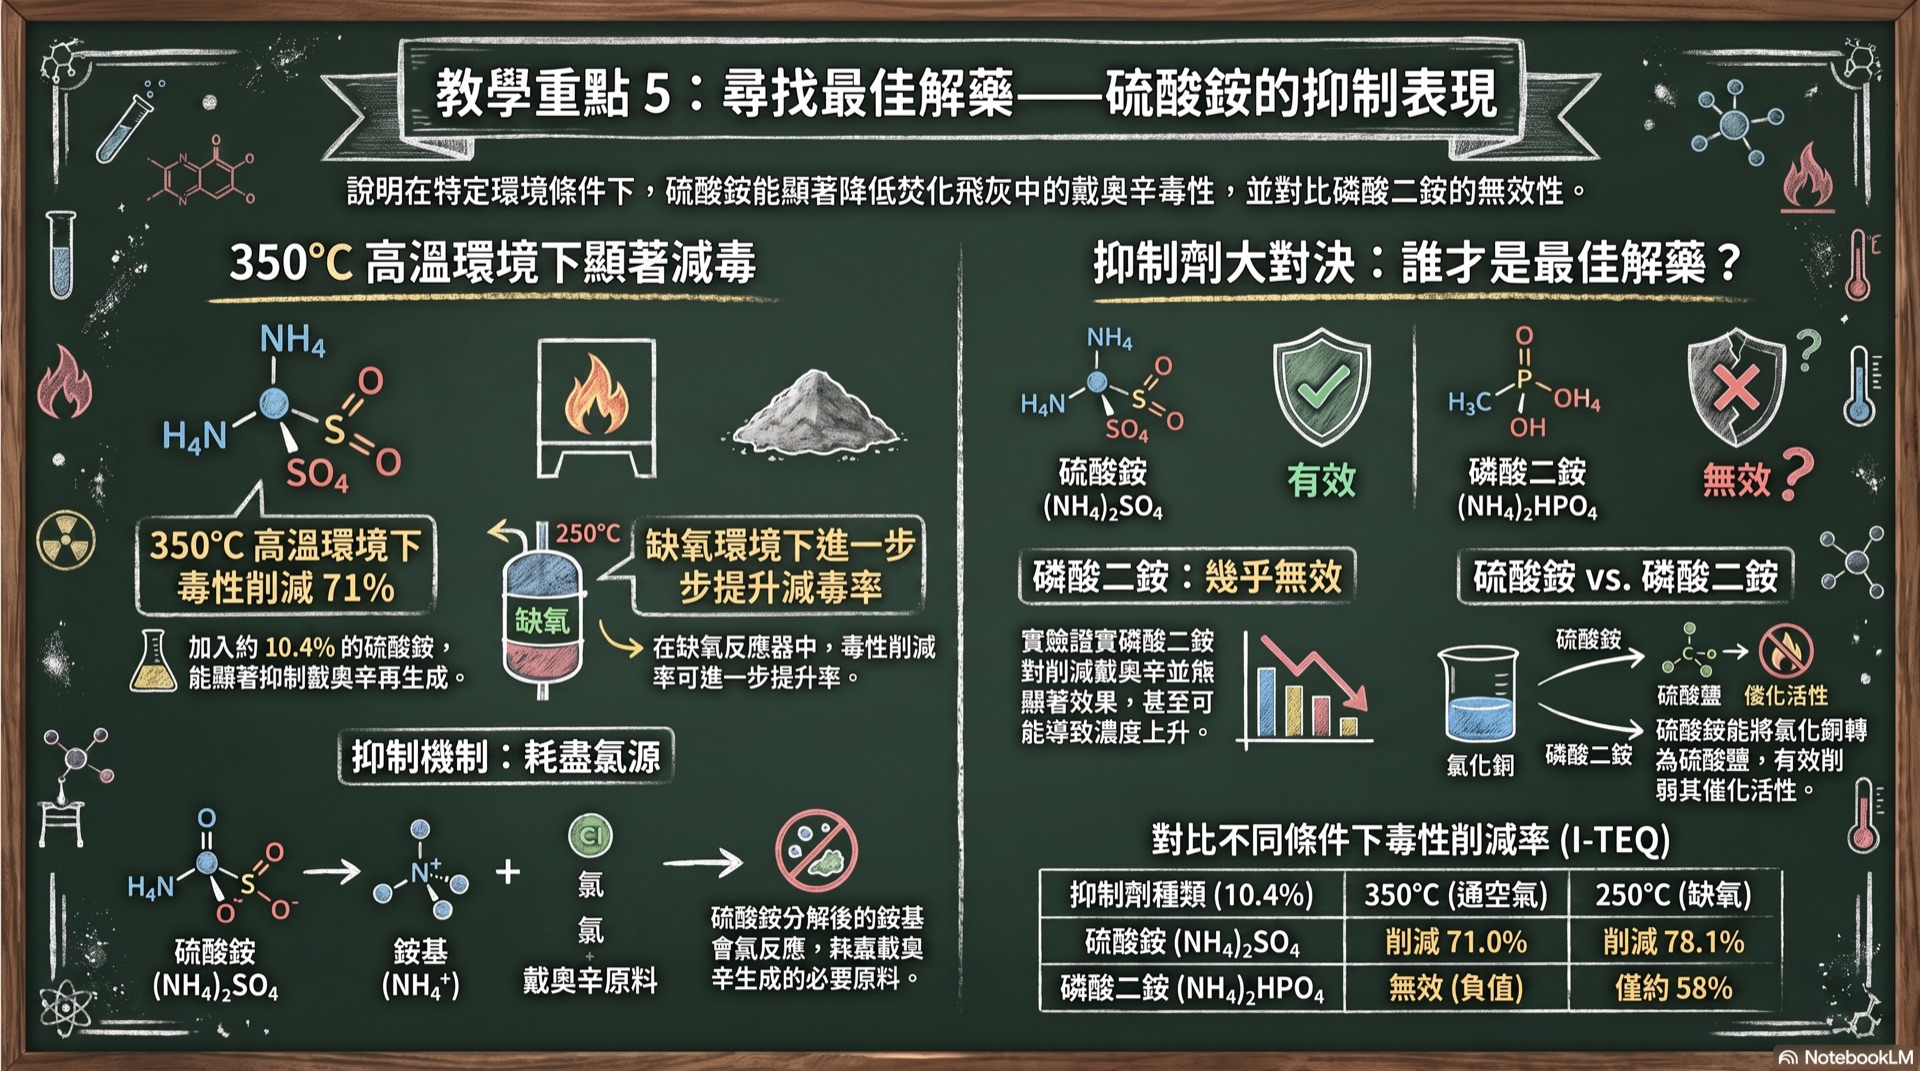 教學重點 5：尋找最佳解藥——硫酸銨的抑制表現
說明在特定環境條件下，硫酸銨能顯著降低焚化飛灰中的戴奧辛毒性，並對比磷酸二銨的無效性。
350°C 高溫環境下顯著減毒
NH₄
H₄N
S
O
O
SO₄
350°C 高溫環境下
毒性削減 71%
加入約 10.4% 的硫酸銨，
能顯著抑制戴奧辛再生成。
250°C
缺氧
缺氧環境下進一步
步提升減毒率
在缺氧反應器中，毒性削減
率可進一步提升率。
抑制機制：耗盡氯源
O
H₄N
S
O
O
O⁻
硫酸銨
(NH₄)₂SO₄
N⁺
銨基
(NH₄⁺)
+
Cl
氯
氯
+
戴奧辛原料
硫酸銨分解後的銨基
會氯反應，耗盡戴奧
辛生成的必要原料。
抑制劑大對決：誰才是最佳解藥？
NH₄
H₄N
S
O
O
SO₄
硫酸銨
(NH₄)₂SO₄
有效
O
P
H₃C
OH₄
OH
磷酸二銨
(NH₄)₂HPO₄
?
無效?
磷酸二銨：幾乎無效
實驗證實磷酸二銨
對削減戴奧辛並
顯著效果，甚至可
能導致濃度上升。
硫酸銨 vs. 磷酸二銨
氯化銅
硫酸銨
磷酸二銨
C
O
硫酸鹽
化活性
硫酸銨能將氯化銅轉
為硫酸鹽，有效削
弱其催化活性。
對比不同條件下毒性削減率 (I-TEQ)
抑制劑種類 (10.4%) 350°C (通空氣) 250°C (缺氧)
硫酸銨 (NH₄)₂SO₄ 削減 71.0% 削減 78.1%
磷酸二銨 (NH₄)₂HPO₄ 無效 (負值) 僅約 58%
NotebookLM